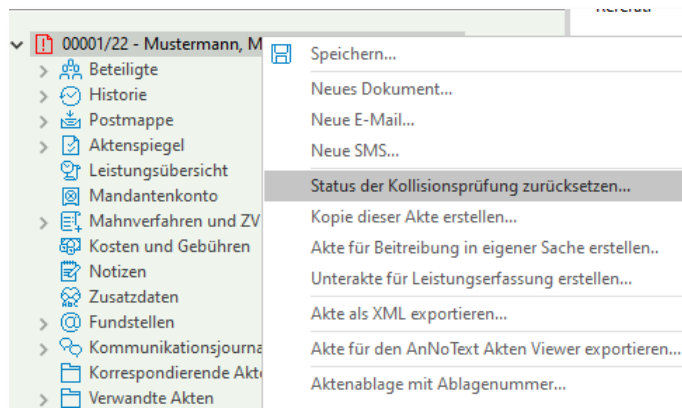 00001/22 - Mustermann, M
Beteiligte
Historie
Postmappe
Aktenspiegel
Leistungsübersicht
Mandantenkonto
Mahnverfahren und ZV
Kosten und Gebühren
Notizen
Zusatzdaten
Fundstellen
Kommunikationsjourna
Korrespondierende Akt
Verwandte Akten
Speichern...
Neues Dokument...
Neue E-Mail...
Neue SMS...
Status der Kollisionsprüfung zurücksetzen...
Kopie dieser Akte erstellen...
Akte für Beitreibung in eigener Sache erstellen..
Unterakte für Leistungserfassung erstellen...
Akte als XML exportieren...
Akte für den AnNoText Akten Viewer exportieren...
Aktenablage mit Ablagenummer...